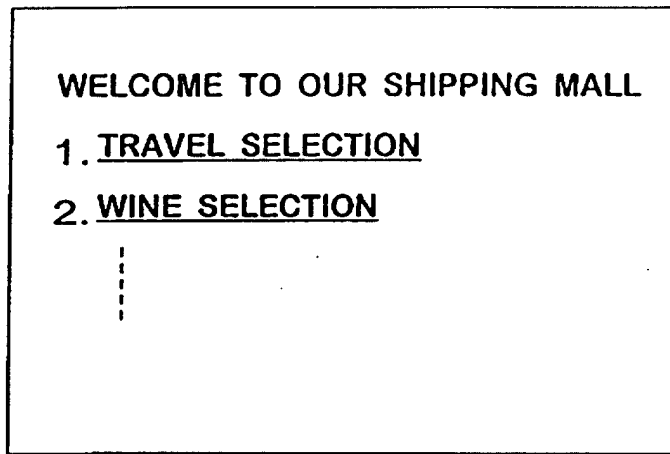 WELCOME TO OUR SHIPPING MALL
1. TRAVEL SELECTION
2. WINE SELECTION